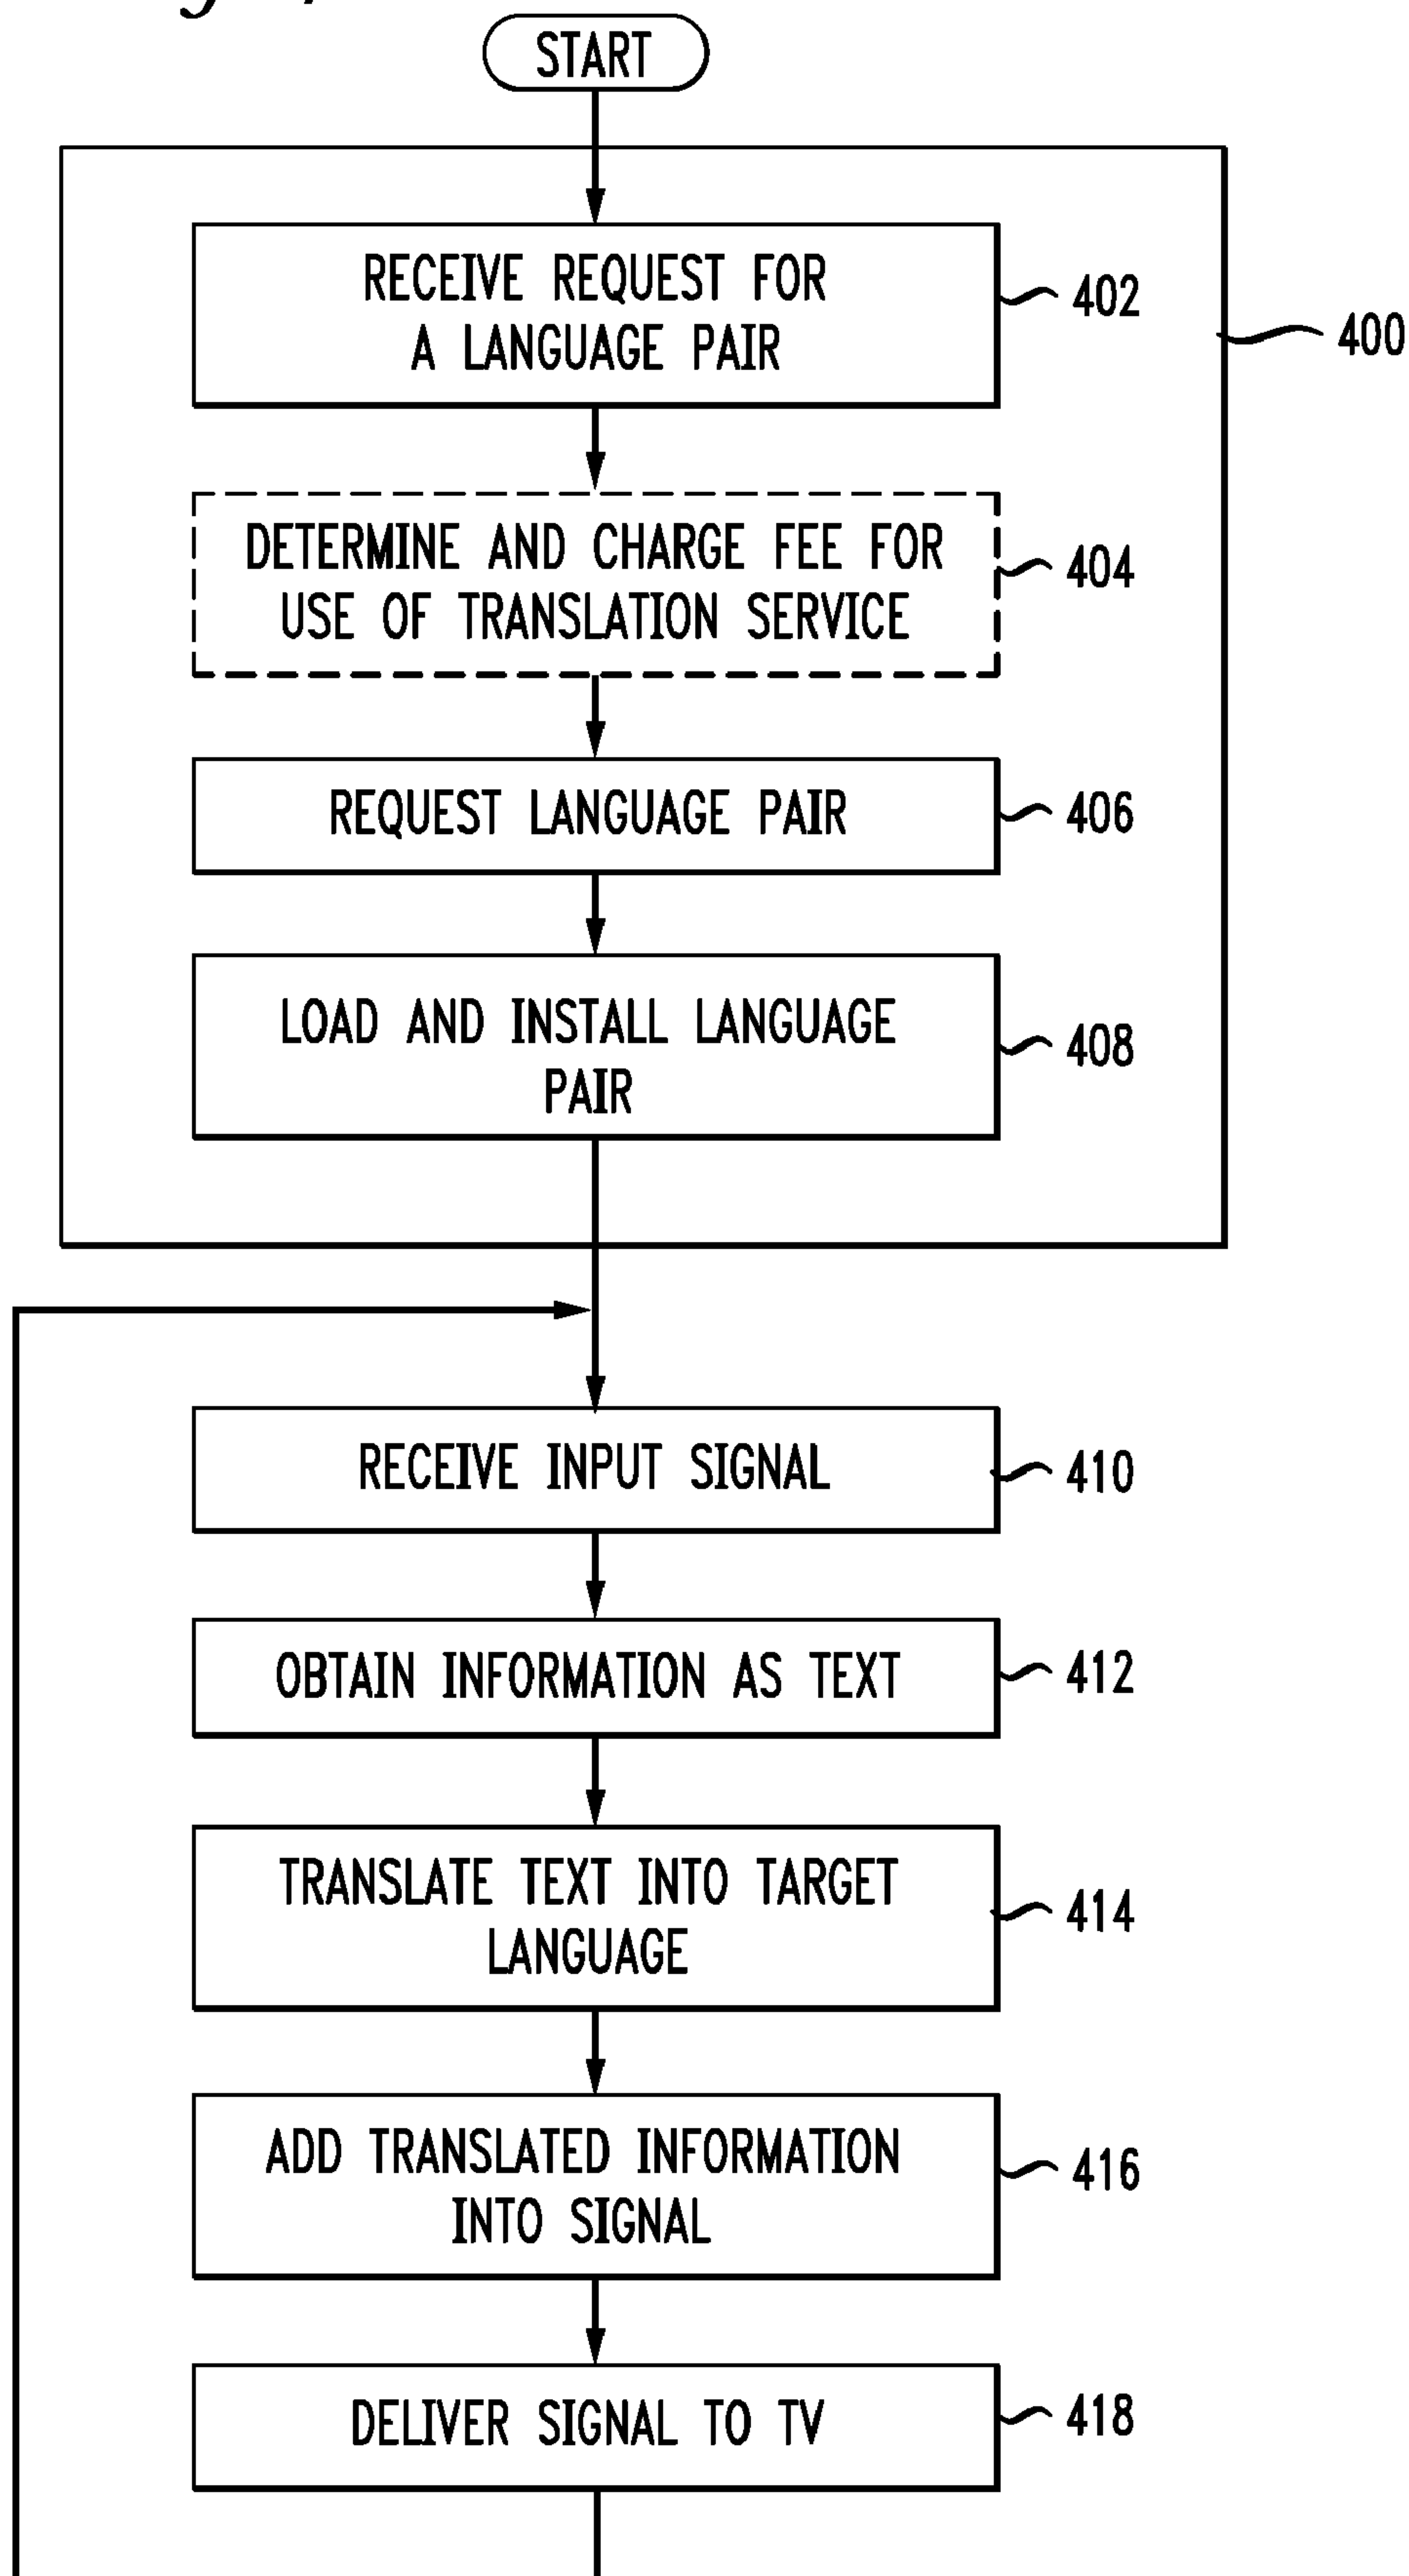 START
RECEIVE REQUEST FOR
A LANGUAGE PAIR
402
400
DETERMINE AND CHARGE FEE FOR
USE OF TRANSLATION SERVICE
404
REQUEST LANGUAGE PAIR
406
LOAD AND INSTALL LANGUAGE
PAIR
408
RECEIVE INPUT SIGNAL
410
OBTAIN INFORMATION AS TEXT
412
TRANSLATE TEXT INTO TARGET
LANGUAGE
414
ADD TRANSLATED INFORMATION
INTO SIGNAL
416
DELIVER SIGNAL TO TV
418